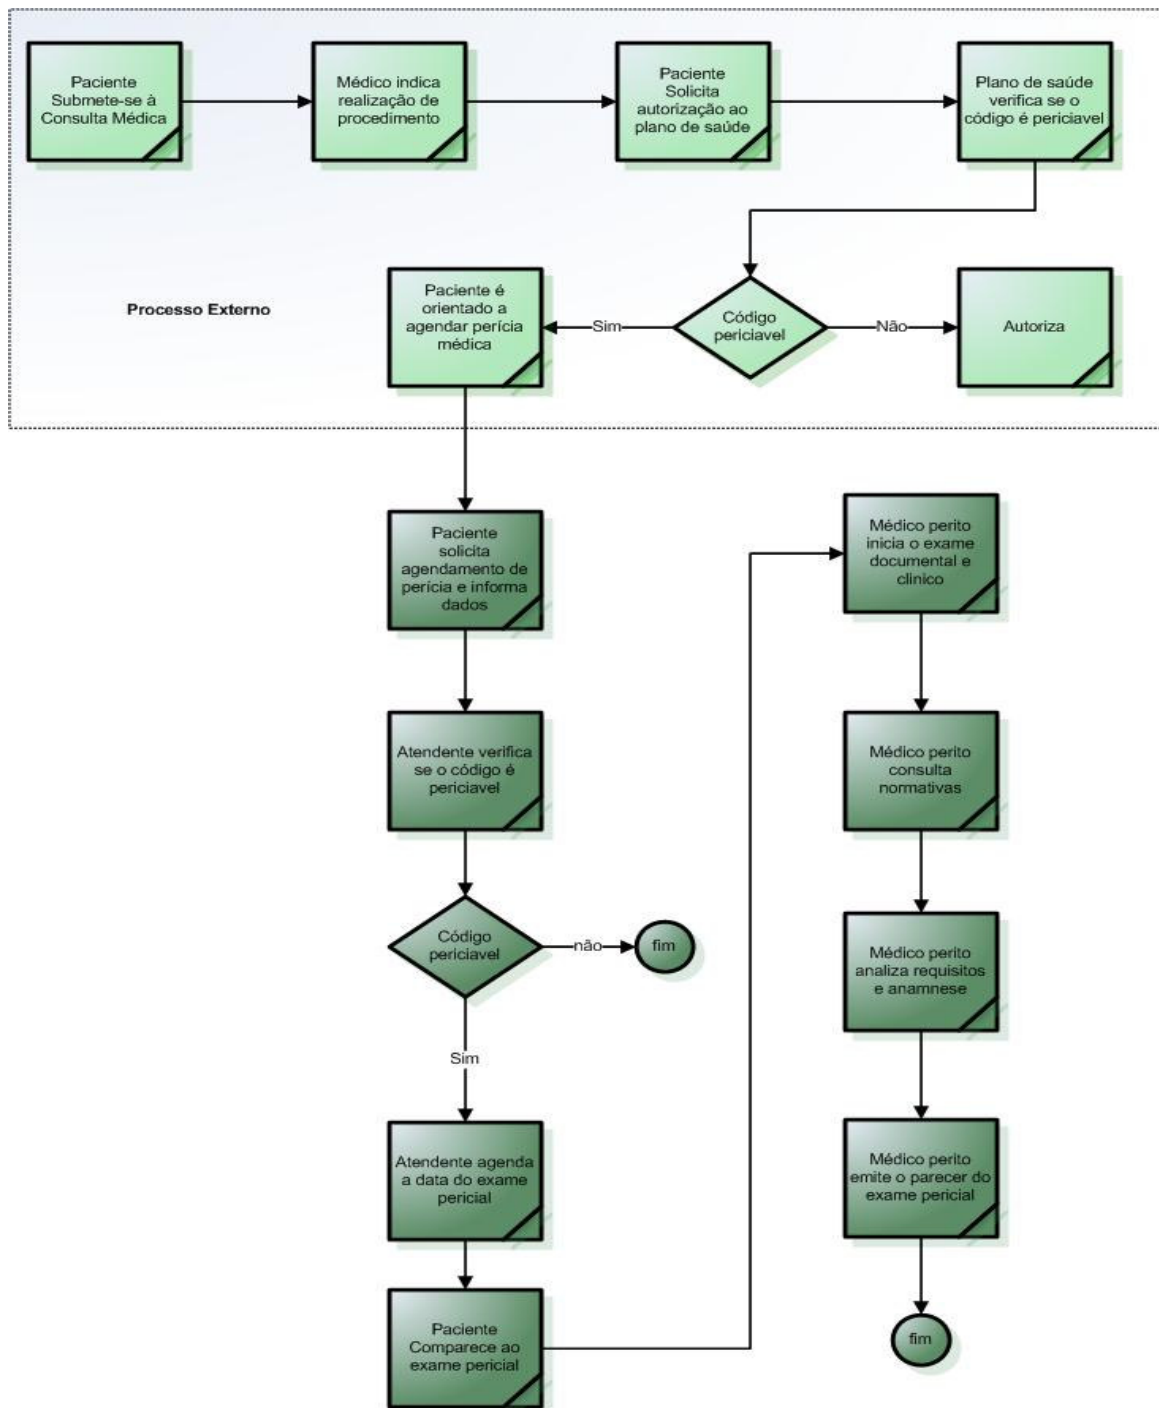 Paciente
Submete-se à
Consulta Médica
Médico indica
realização de
procedimento
Paciente
Solicita
autorização ao
plano de saúde
Plano de saúde
verifica se o
código é periciavel
Código
periciavel
Não
Autoriza
Sim
Paciente é
orientado a
agendar perícia
médica
Processo Externo
Paciente
solicita
agendamento de
perícia e informa
dados
Atendente verifica
se o código é
periciavel
Código
periciavel
não
fim
Sim
Atendente agenda
a data do exame
pericial
Paciente
Comparece ao
exame pericial
Médico perito
inicia o exame
documental e
clinico
Médico perito
consulta
normativas
Médico perito
analiza requisitos
e anamnese
Médico perito
emite o parecer do
exame pericial
fim